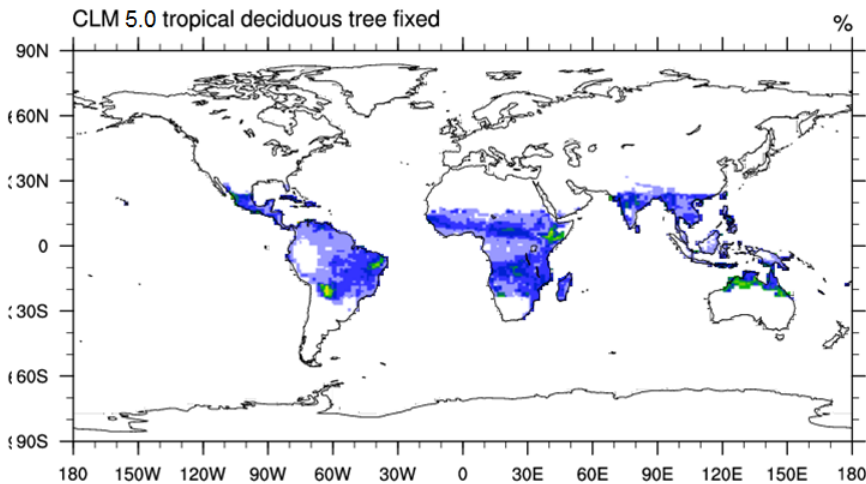 CLM 5.0 tropical deciduous tree fixed %
90N
60N
30N
0
30S
60S
90S
180 150W 120W 90W 60W 30W 0 30E 60E 90E 120E 150E 180